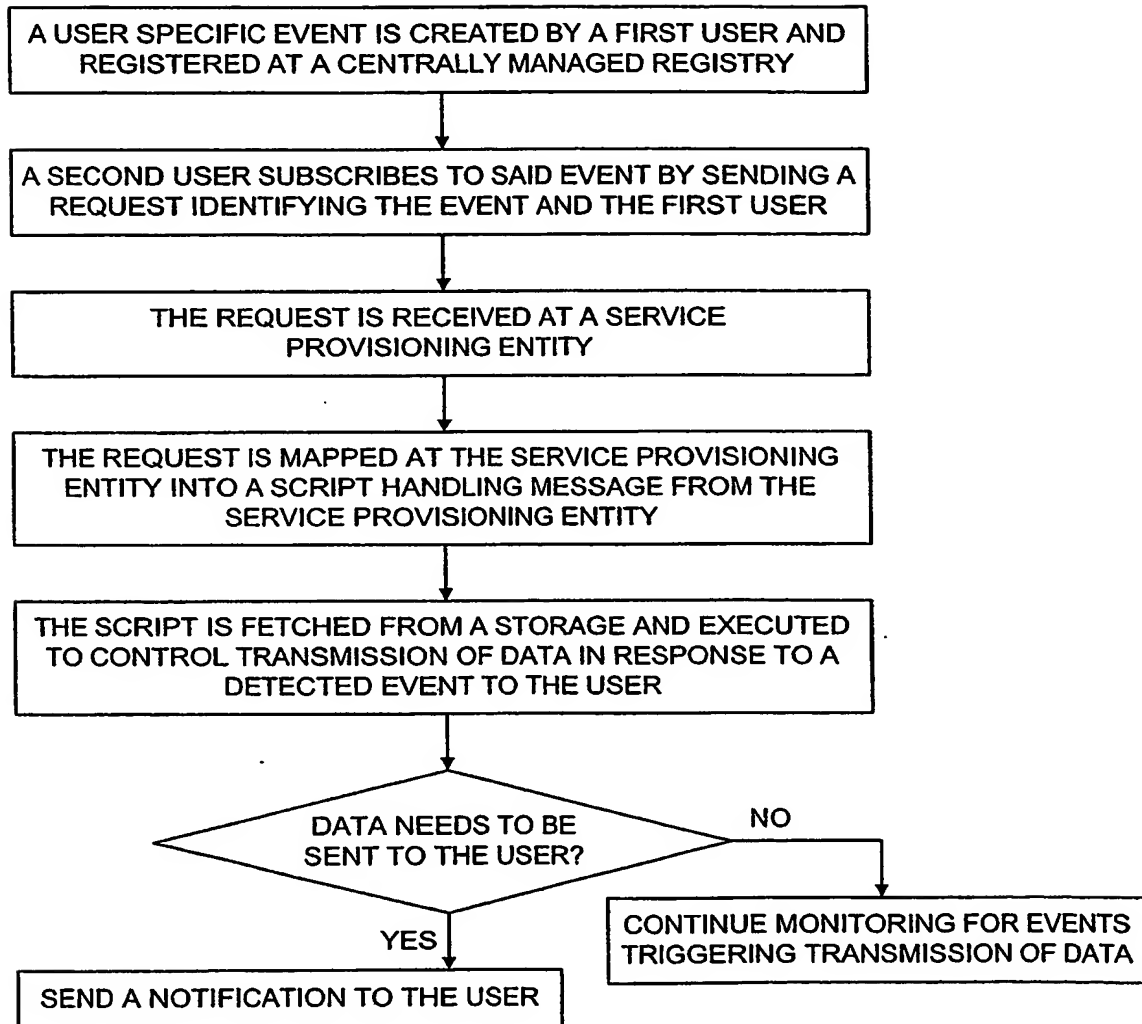 A USER SPECIFIC EVENT IS CREATED BY A FIRST USER AND
REGISTERED AT A CENTRALLY MANAGED REGISTRY
A SECOND USER SUBSCRIBES TO SAID EVENT BY SENDING A
REQUEST IDENTIFYING THE EVENT AND THE FIRST USER
THE REQUEST IS RECEIVED AT A SERVICE
PROVISIONING ENTITY
THE REQUEST IS MAPPED AT THE SERVICE PROVISIONING
ENTITY INTO A SCRIPT HANDLING MESSAGE FROM THE
SERVICE PROVISIONING ENTITY
THE SCRIPT IS FETCHED FROM A STORAGE AND EXECUTED
TO CONTROL TRANSMISSION OF DATA IN RESPONSE TO A
DETECTED EVENT TO THE USER
DATA NEEDS TO BE
SENT TO THE USER?
NO
CONTINUE MONITORING FOR EVENTS
TRIGGERING TRANSMISSION OF DATA
YES
SEND A NOTIFICATION TO THE USER